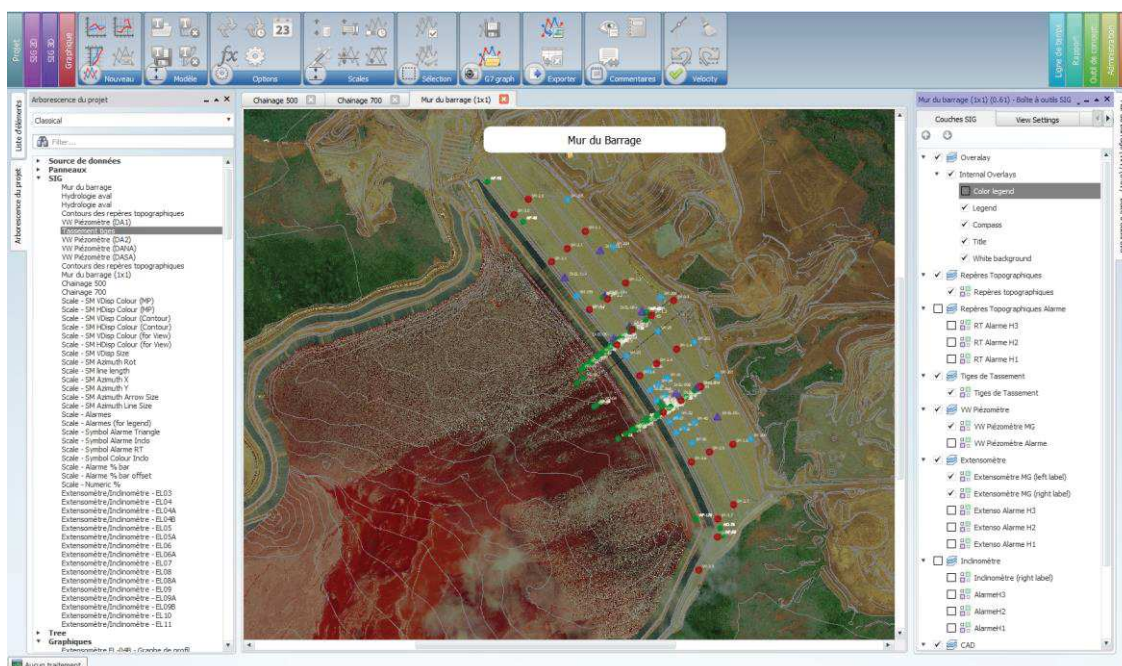 Projet
SIG 2D
SIG 3D
Graphique
23
Nouveau
Modèle
Options
Scales
Sélection
G7 graph
Exporter
Commentaires
Velocity
Ligne de temps
Rapport
Outil de concept
Administration
Liste d'éléments
Arborescence du projet
Arborescence du projet
Classical
Filter...
Source de données
Panneaux
SIG
Mur du barrage
Hydrologie aval
Hydrologie aval
Contours des repères topographiques
VW Piézomètre (DA1)
Tassement tiges
VW Piézomètre (DA2)
VW Piézomètre (DANA)
VW Piézomètre (DASA)
Contours des repères topographiques
Mur du barrage (1x1)
Chainage 500
Chainage 700
Scale - SM VDisp Colour (MP)
Scale - SM HDisp Colour (MP)
Scale - SM VDisp Colour (Contour)
Scale - SM HDisp Colour (Contour)
Scale - SM VDisp Colour (for View)
Scale - SM HDisp Colour (for View)
Scale - SM VDisp Size
Scale - SM Azimuth Rot
Scale - SM line length
Scale - SM Azimuth X
Scale - SM Azimuth Y
Scale - SM Azimuth Arrow Size
Scale - SM Azimuth Line Size
Scale - Alarmes
Scale - Alarmes (for legend)
Scale - Symbol Alarme Triangle
Scale - Symbol Alarme Indo
Scale - Symbol Alarme RT
Scale - Symbol Colour Indo
Scale - Alarme % bar
Scale - Alarme % bar offset
Scale - Numeric %
Extensomètre/Inclinomètre - EL03
Extensomètre/Inclinomètre - EL04
Extensomètre/Inclinomètre - EL04A
Extensomètre/Inclinomètre - EL04B
Extensomètre/Inclinomètre - EL05
Extensomètre/Inclinomètre - EL05A
Extensomètre/Inclinomètre - EL06
Extensomètre/Inclinomètre - EL06A
Extensomètre/Inclinomètre - EL07
Extensomètre/Inclinomètre - EL08
Extensomètre/Inclinomètre - EL08A
Extensomètre/Inclinomètre - EL09
Extensomètre/Inclinomètre - EL09A
Extensomètre/Inclinomètre - EL09B
Extensomètre/Inclinomètre - EL10
Extensomètre/Inclinomètre - EL11
Tree
Graphiques
Extensomètre EL -04B - Graphe de profil
Aucun traitement
Chainage 500
Chainage 700
Mur du barrage (1x1)
Mur du Barrage
Mur du barrage (1x1) (0.61) - Boîte à outils SIG
Couches SIG
View Settings
Overalay
Internal Overlays
Color legend
Legend
Compass
Title
White background
Repères Topographiques
Repères topographiques
Repères Topographiques Alarme
RT Alarme H3
RT Alarme H2
RT Alarme H1
Tiges de Tassement
Tiges de Tassement
VW Piézomètre
VW Piézomètre MG
VW Piézomètre Alarme
Extensomètre
Extensomètre MG (left label)
Extensomètre MG (right label)
Extenso Alarme H3
Extenso Alarme H2
Extenso Alarme H1
Indinomètre
Indinomètre (right label)
AlarmeH3
AlarmeH2
AlarmeH1
CAD